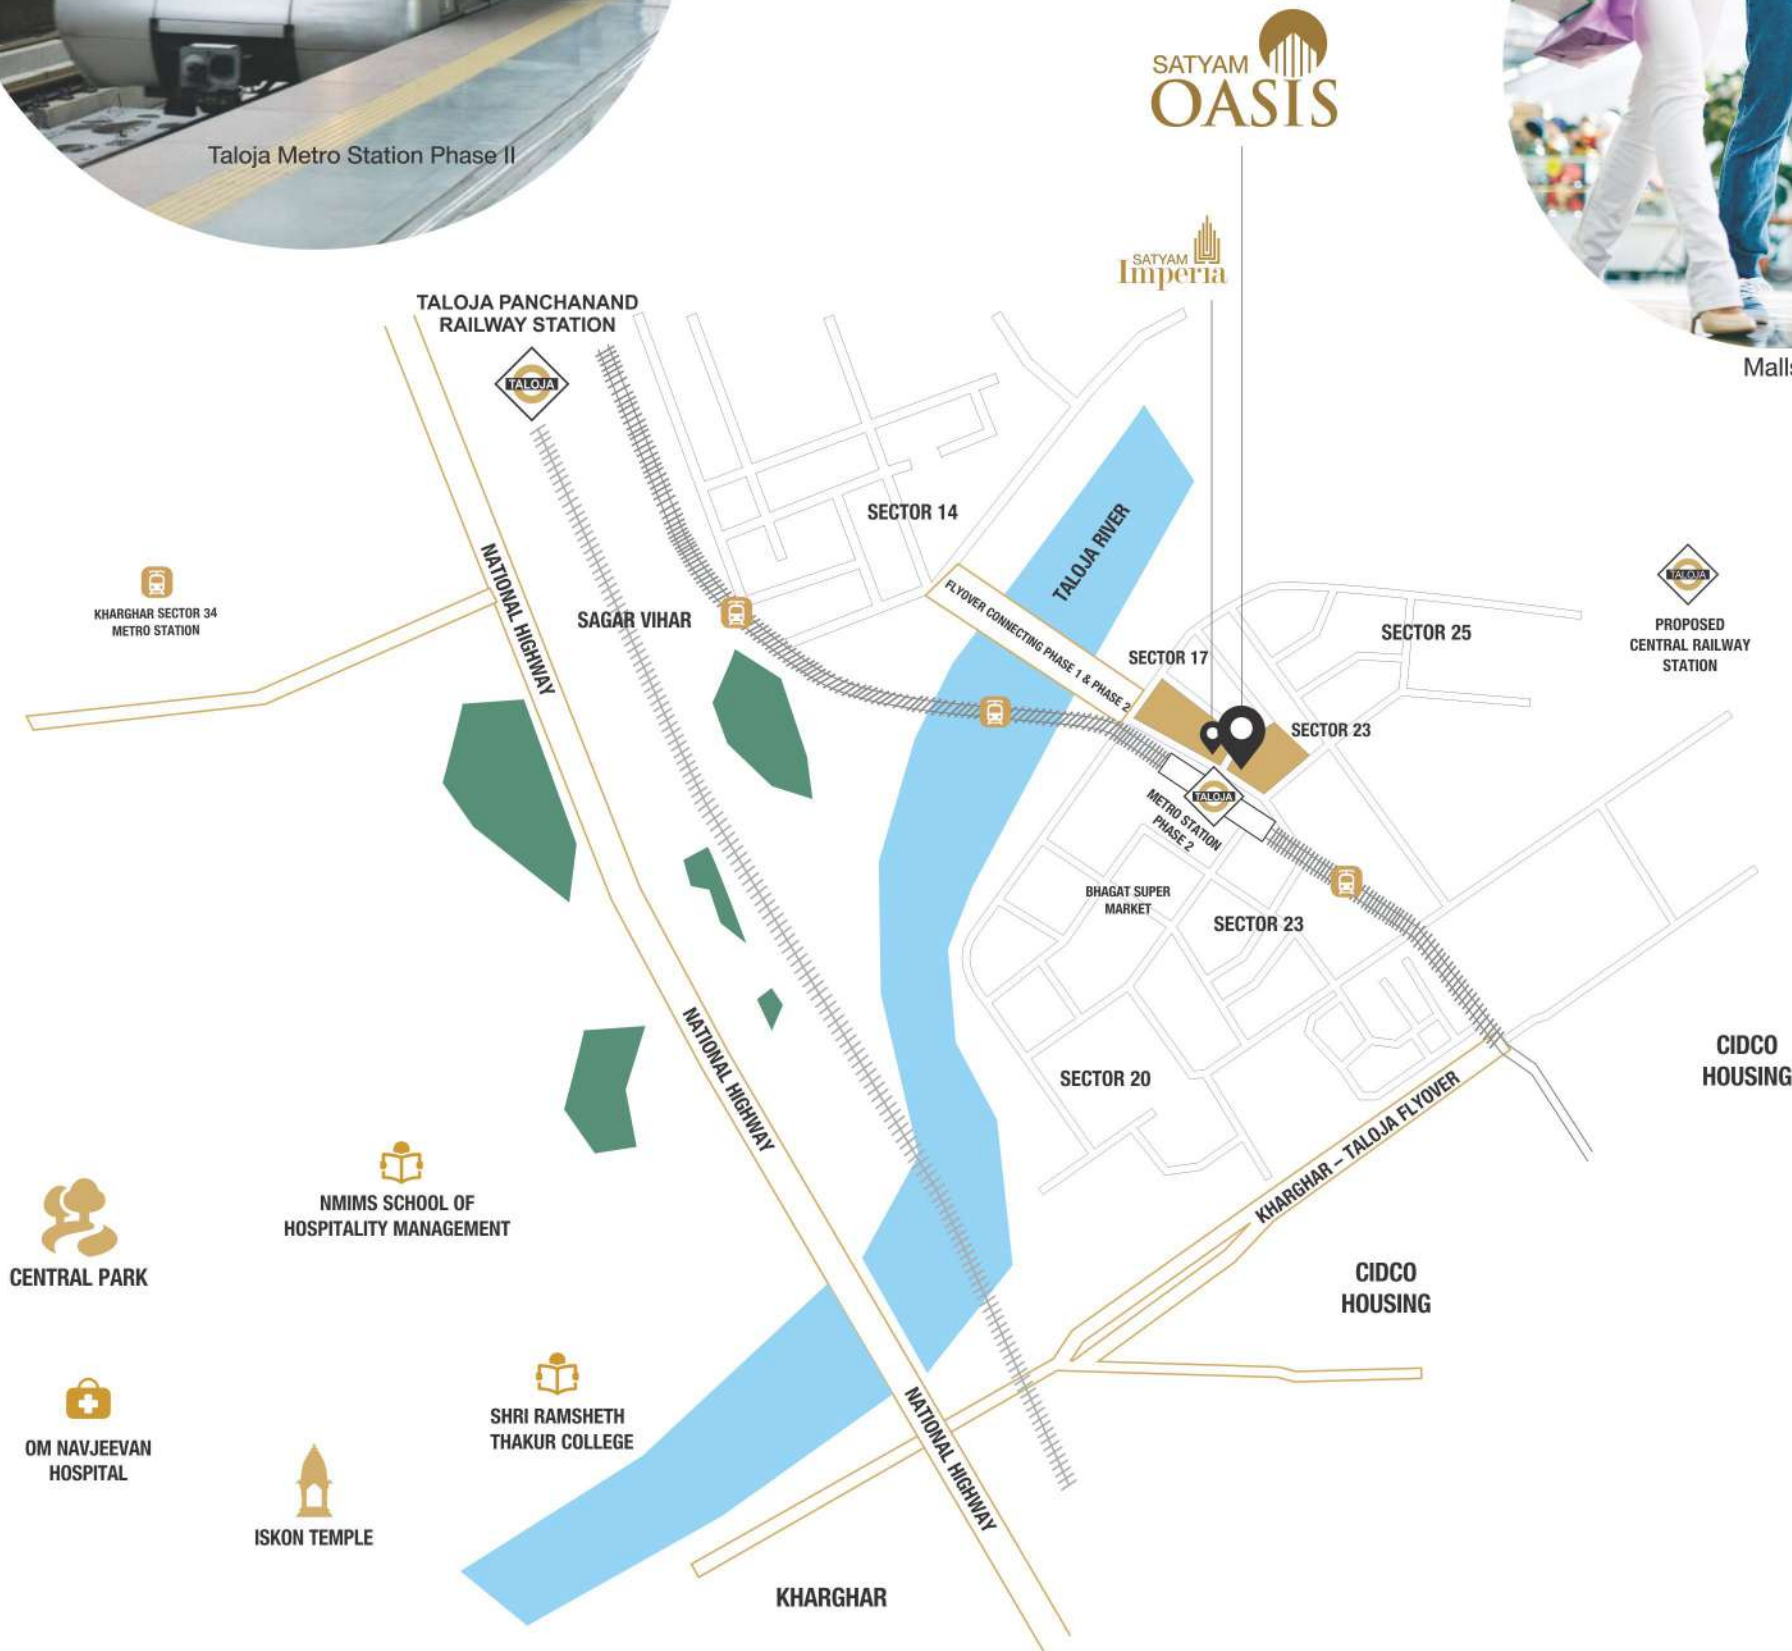 Taloja Metro Station Phase II
SATYAM
OASIS
SATYAM
Imperia
Malls
TALOJA PANCHANAND
RAILWAY STATION
TALOJA
SECTOR 14
TALOJA RIVER
NATIONAL HIGHWAY
KHARGHAR SECTOR 34
METRO STATION
SAGAR VIHAR
FLYOVER CONNECTING PHASE 1 & PHASE 2
SECTOR 17
SECTOR 25
TALOJA
PROPOSED
CENTRAL RAILWAY
STATION
SECTOR 23
TALOJA
METRO STATION
PHASE 2
BHAGAT SUPER
MARKET
SECTOR 23
NATIONAL HIGHWAY
SECTOR 20
CIDCO
HOUSING
KHARGHAR – TALOJA FLYOVER
NMIMS SCHOOL OF
HOSPITALITY MANAGEMENT
CENTRAL PARK
CIDCO
HOUSING
SHRI RAMSHETH
THAKUR COLLEGE
NATIONAL HIGHWAY
OM NAVJEEVAN
HOSPITAL
ISKON TEMPLE
KHARGHAR